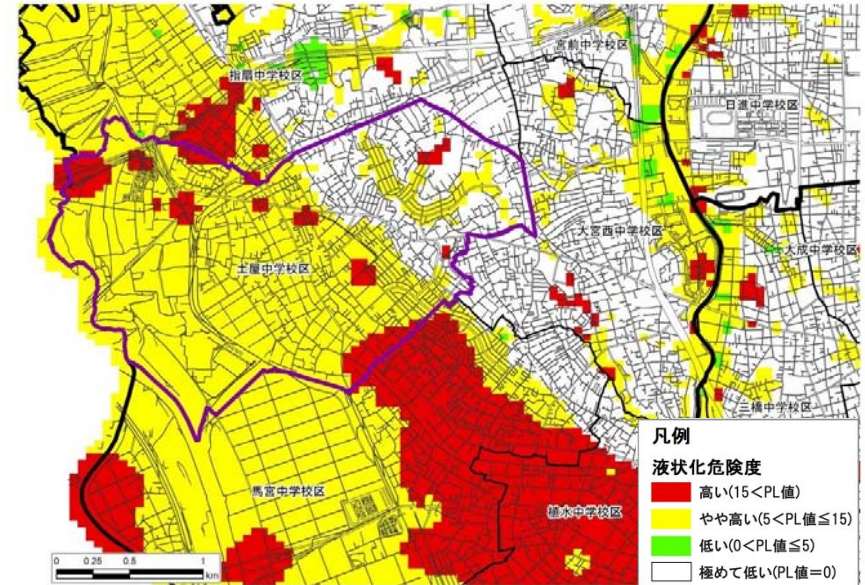 宮前中学校区
指扇中学校区
日進中学校区
大宮西中学校区
大成中学校区
土屋中学校区
三橋中学校区
馬宮中学校区
植水中学校区
凡例
液状化危険度
高い(15<PL値)
やや高い(5<PL値≦15)
低い(0<PL値≦5)
極めて低い(PL値=0)
0 0.25 0.5 1
km